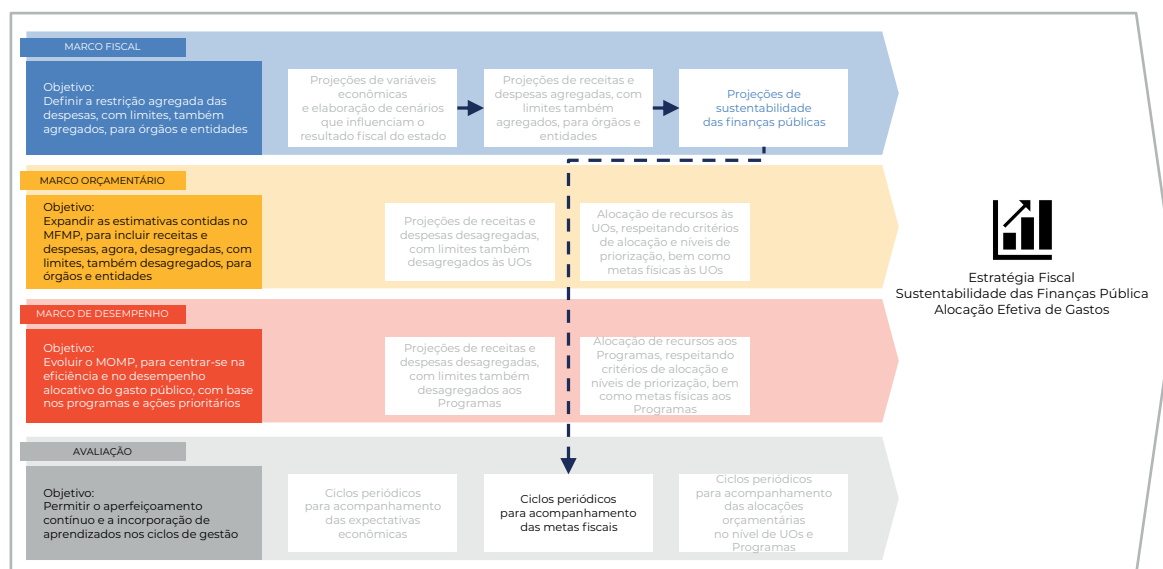 MARCO FISCAL
Objetivo:
Definir a restrição agregada das
despesas, com limites, também
agregados, para órgãos e entidades
Projeções de variáveis
econômicas
e elaboração de cenários
que influenciam o
resultado fiscal do estado
Projeções de receitas e
despesas agregadas, com
limites também
agregados, para órgãos e
entidades
Projeções de
sustentabilidade
das finanças públicas
MARCO ORÇAMENTÁRIO
Objetivo:
Expandir as estimativas contidas no
MFMP, para incluir receitas e
despesas, agora, desagregadas, com
limites, também desagregados, para
órgãos e entidades
Projeções de receitas e
despesas desagregadas,
com limites também
desagregados às UOs
Alocação de recursos às
UOs, respeitando critérios
de alocação e níveis de
priorização, bem como
metas físicas às UOs
MARCO DE DESEMPENHO
Objetivo:
Evoluir o MOMP, para centrar-se na
eficiência e no desempenho
alocativo do gasto público, com base
nos programas e ações prioritários
Projeções de receitas e
despesas desagregadas,
com limites também
desagregados aos
Programas
Alocação de recursos aos
Programas, respeitando
critérios de alocação e
níveis de priorização, bem
como metas físicas aos
Programas
AVALIAÇÃO
Objetivo:
Permitir o aperfeiçoamento
contínuo e a incorporação de
aprendizados nos ciclos de gestão
Ciclos periódicos
para acompanhamento
das expectativas
econômicas
Ciclos periódicos
para acompanhamento
das metas fiscais
Ciclos periódicos
para acompanhamento
das alocações
orçamentárias
no nível de UOs e
Programas
Estratégia Fiscal
Sustentabilidade das Finanças Pública
Alocação Efetiva de Gastos